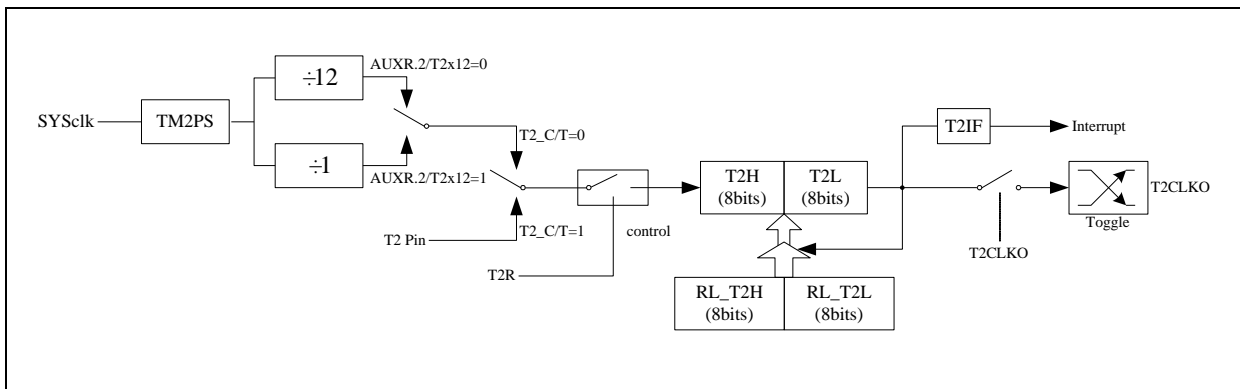 ÷12
AUXR.2/T2x12=0
SYSclk
TM2PS
T2_C/T=0
T2IF
Interrupt
÷1
AUXR.2/T2x12=1
T2H
(8bits)
T2L
(8bits)
T2CLKO
Toggle
T2 Pin
T2_C/T=1
control
T2CLKO
T2R
RL_T2H
(8bits)
RL_T2L
(8bits)